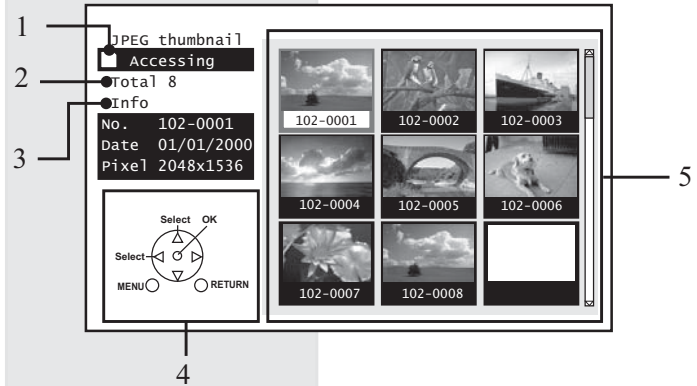 1
JPEG thumbnail
Accessing
2
Total 8
Info
3
No. 102-0001
Date 01/01/2000
Pixel 2048x1536
Select OK
Select
MENU RETURN
4
102-0001 102-0002 102-0003
102-0004 102-0005 102-0006
102-0007 102-0008
5